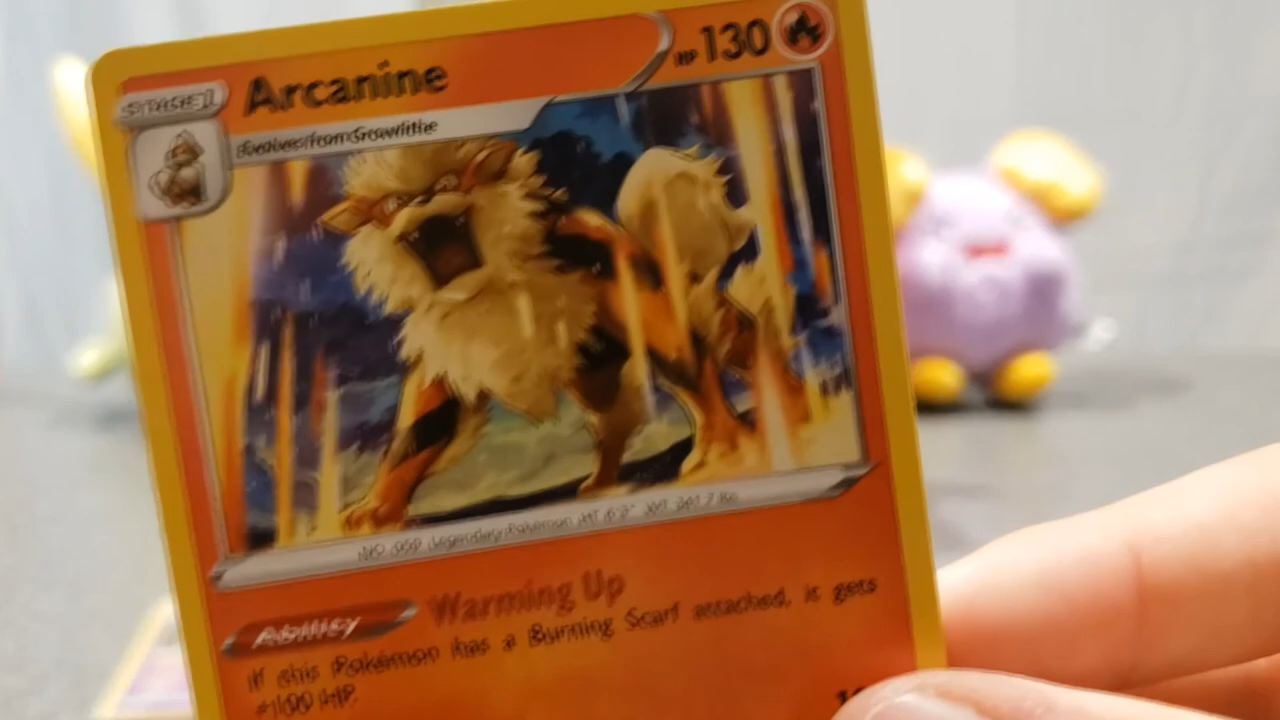 STAGE 1
Arcanine
HP 130
Evolves from Growlithe
NO. 059 Legendary Pokémon HT: 6'3" WT: 341.7 lbs.
Ability Warming Up
If this Pokémon has a Burning Scarf attached, it gets
+100 HP.